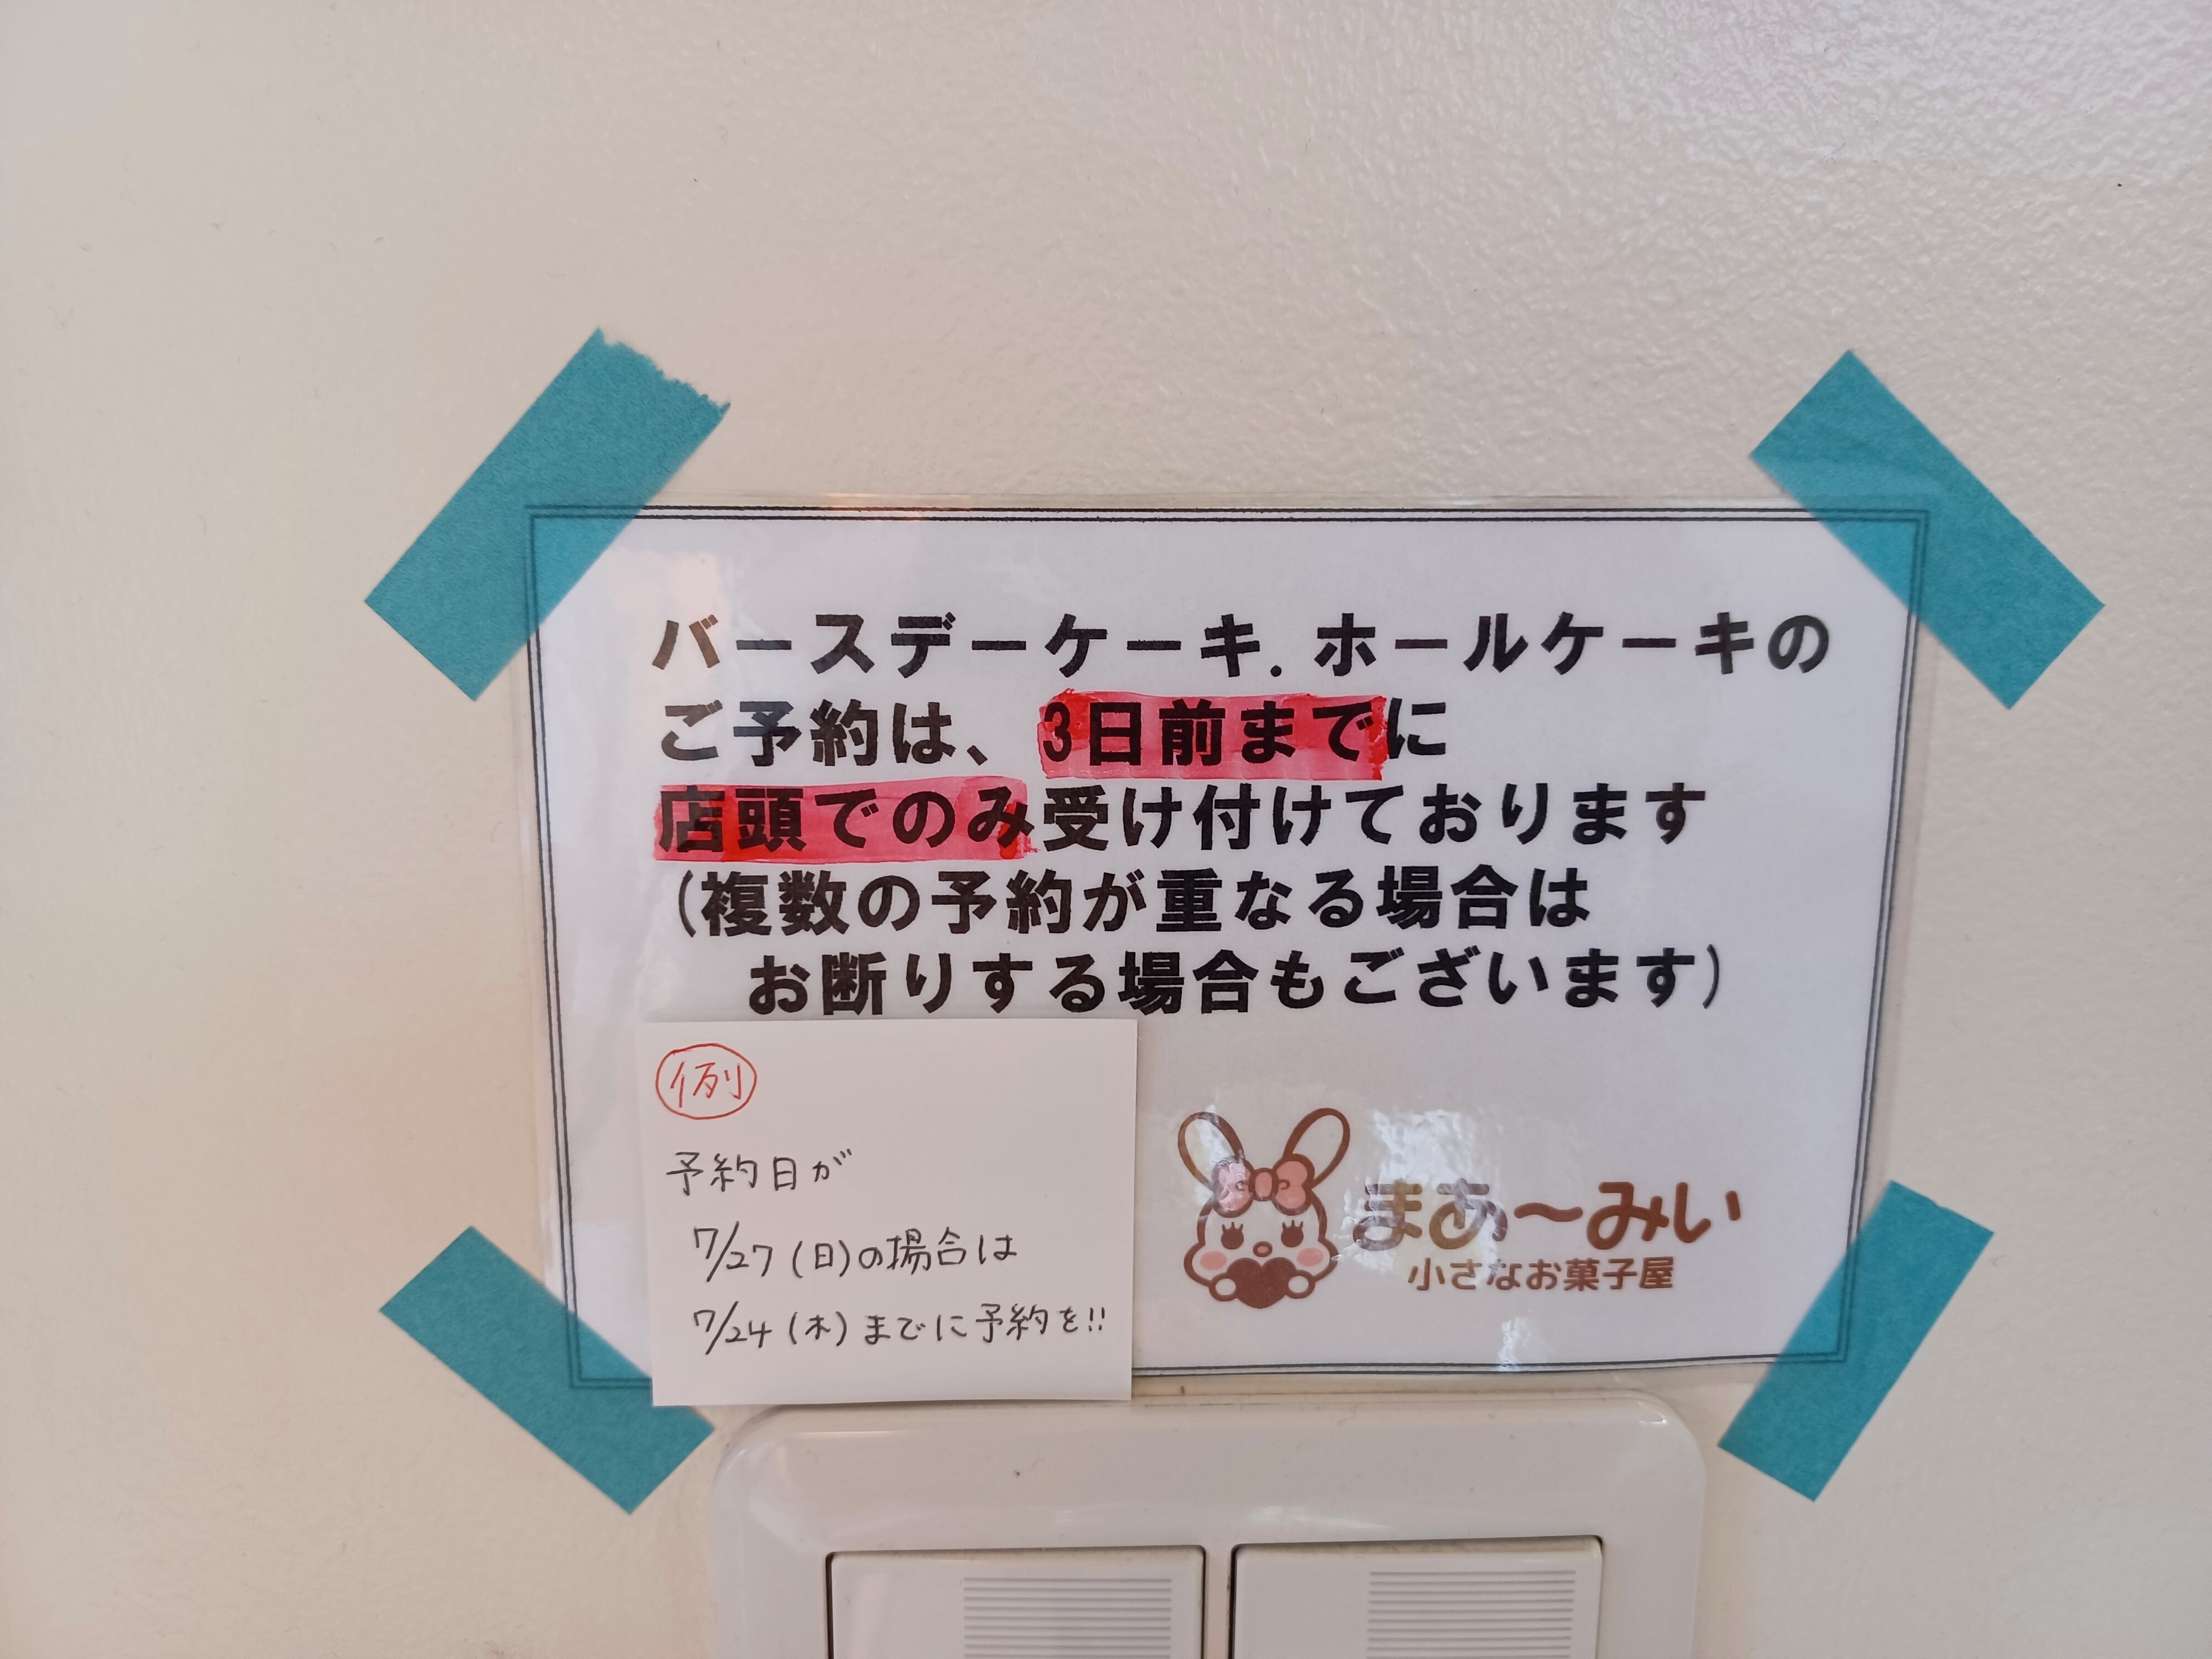 バースデーケーキ.ホールケーキの
ご予約は、3日前までに
店頭でのみ受け付けております
(複数の予約が重なる場合は
お断りする場合もございます)
例
予約日が
7/27(日)の場合は
7/24(木)までに予約を!!
まあ〜みい
小さなお菓子屋